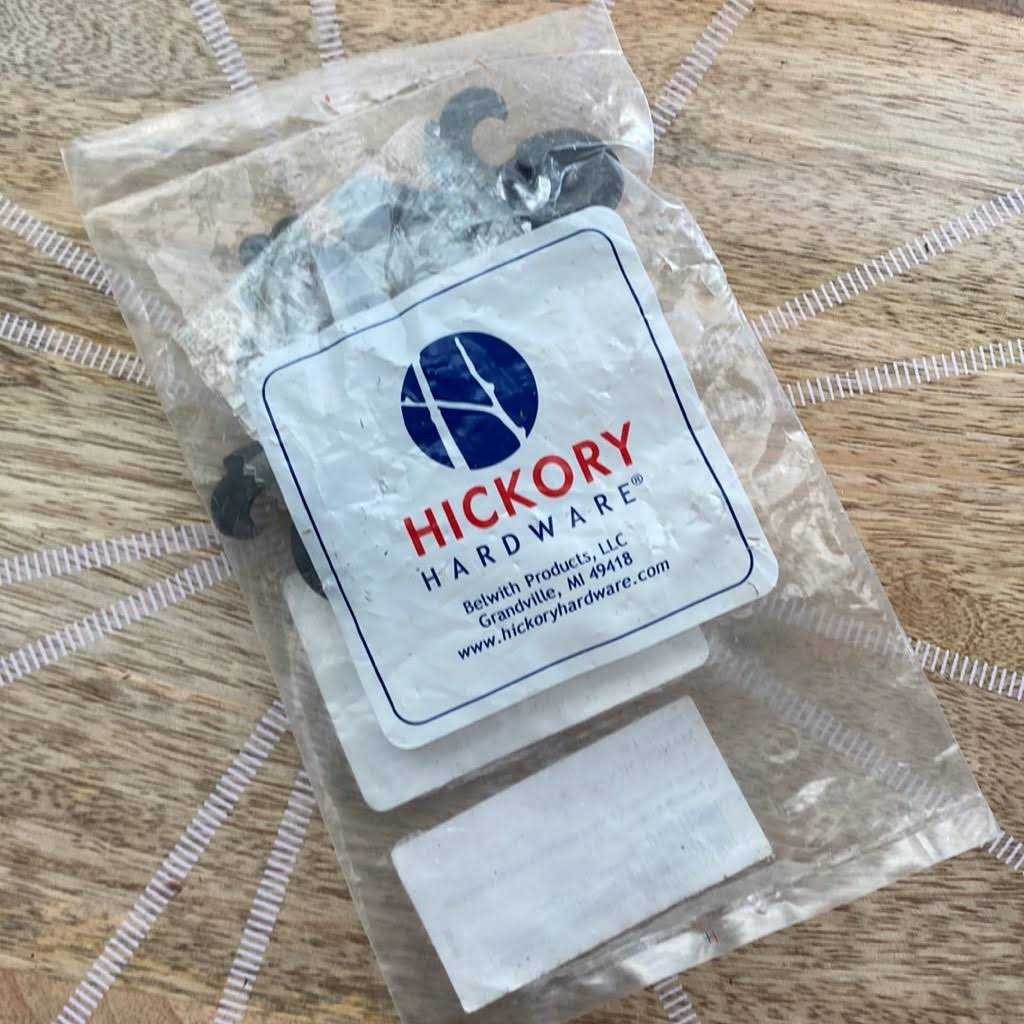 HICKORY
HARDWARE®
Belwith Products, LLC
Grandville, MI 49418
www.hickoryhardware.com